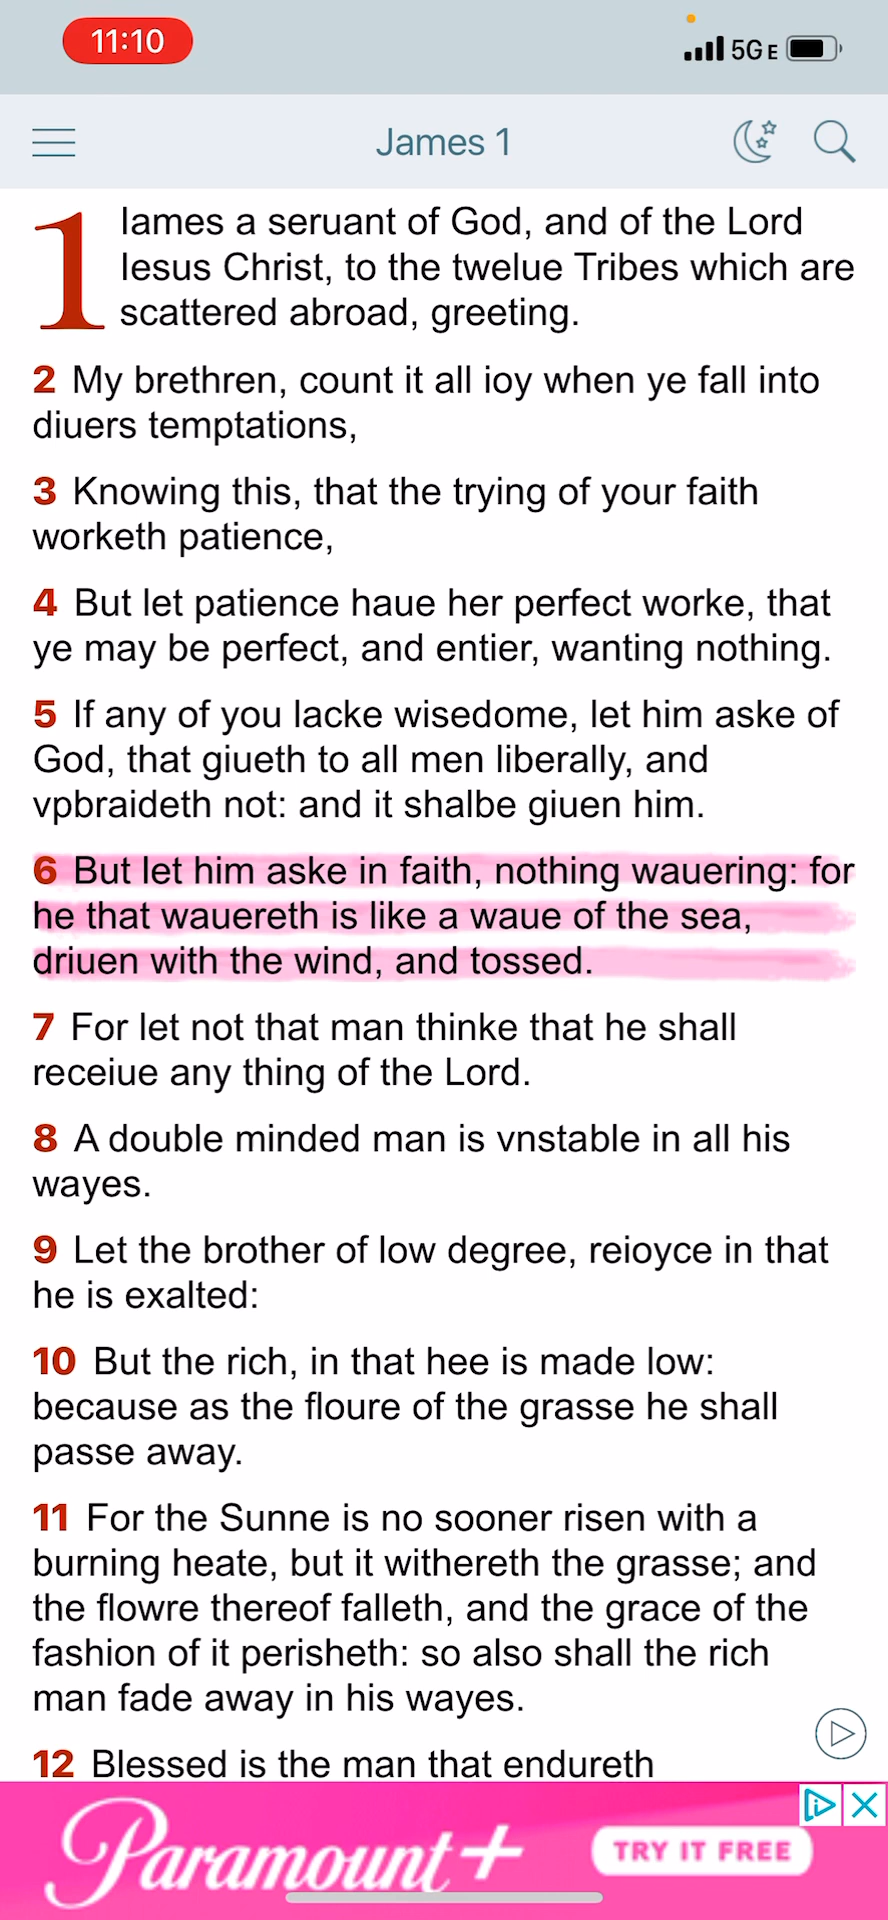 11:10
5G E
James 1
1 Iames a seruant of God, and of the Lord
Iesus Christ, to the twelue Tribes which are
scattered abroad, greeting.
2 My brethren, count it all ioy when ye fall into
diuers temptations,
3 Knowing this, that the trying of your faith
worketh patience,
4 But let patience haue her perfect worke, that
ye may be perfect, and entier, wanting nothing.
5 If any of you lacke wisedome, let him aske of
God, that giueth to all men liberally, and
vpbraideth not: and it shalbe giuen him.
6 But let him aske in faith, nothing wauering: for
he that wauereth is like a waue of the sea,
driuen with the wind, and tossed.
7 For let not that man thinke that he shall
receiue any thing of the Lord.
8 A double minded man is vnstable in all his
wayes.
9 Let the brother of low degree, reioyce in that
he is exalted:
10 But the rich, in that hee is made low:
because as the floure of the grasse he shall
passe away.
11 For the Sunne is no sooner risen with a
burning heate, but it withereth the grasse; and
the flowre thereof falleth, and the grace of the
fashion of it perisheth: so also shall the rich
man fade away in his wayes.
12 Blessed is the man that endureth
Paramount+
TRY IT FREE